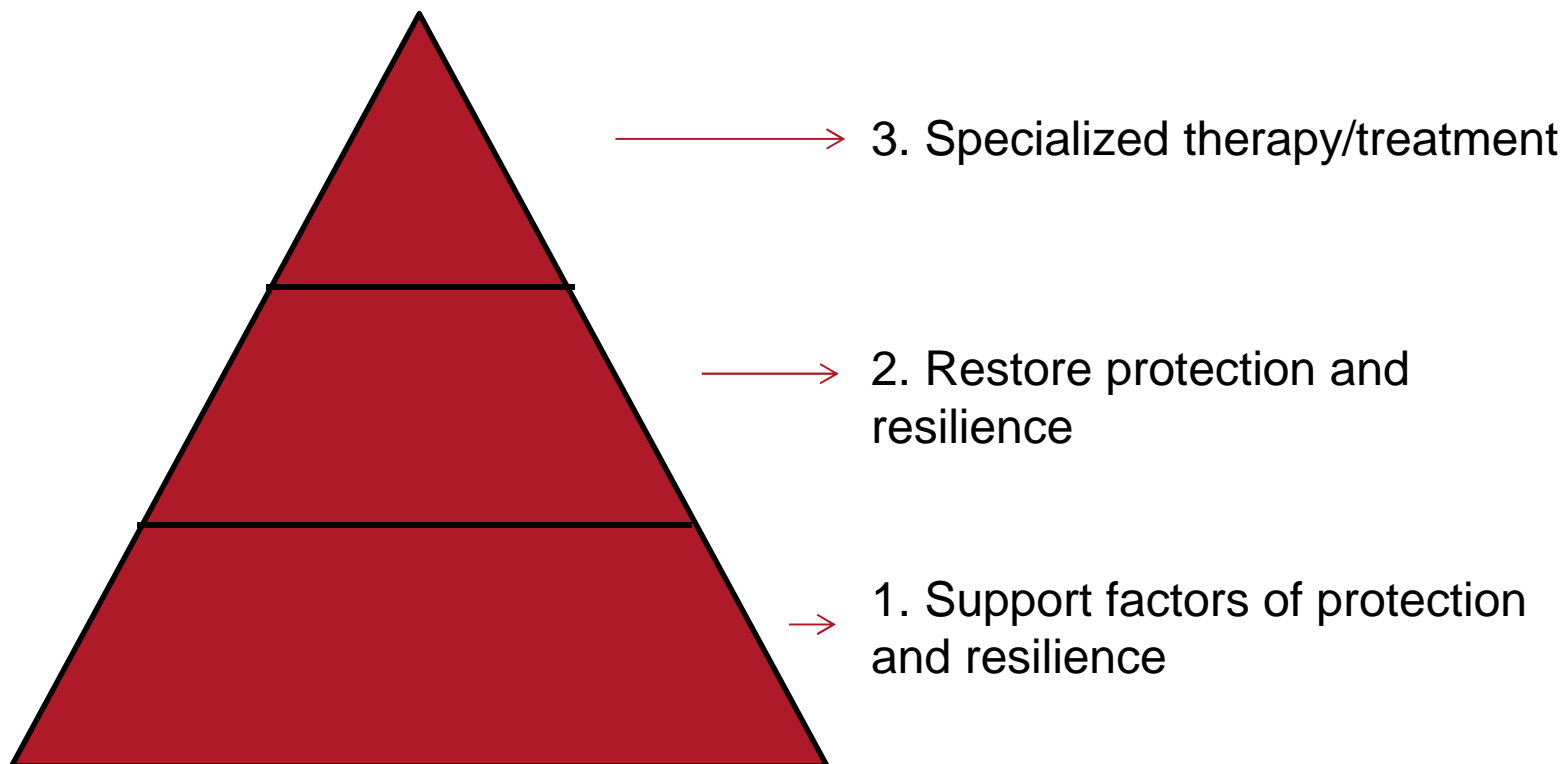 3. Specialized therapy/treatment
2. Restore protection and
resilience
1. Support factors of protection
and resilience